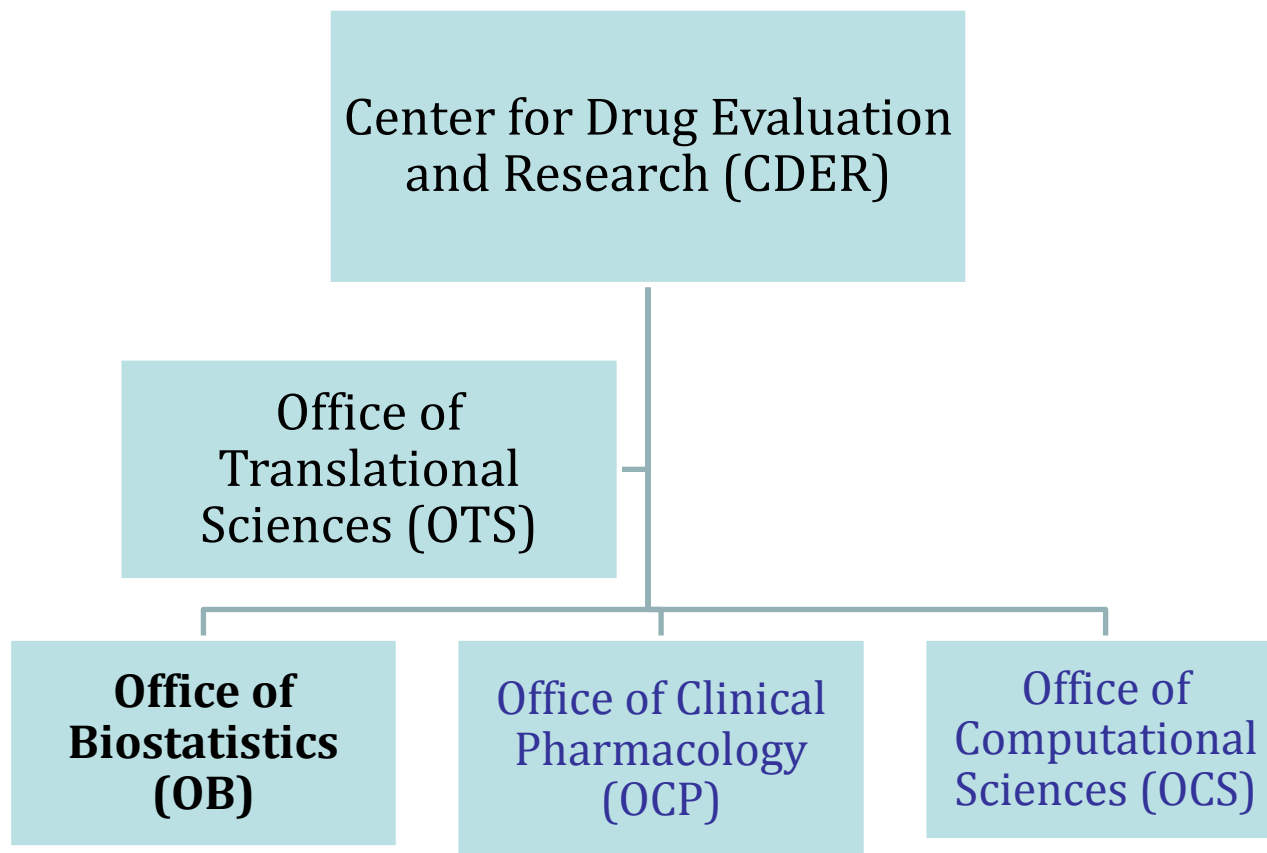 Center for Drug Evaluation
and Research (CDER)
Office of
Translational
Sciences (OTS)
Office of
Biostatistics
(OB)
Office of Clinical
Pharmacology
(OCP)
Office of
Computational
Sciences (OCS)